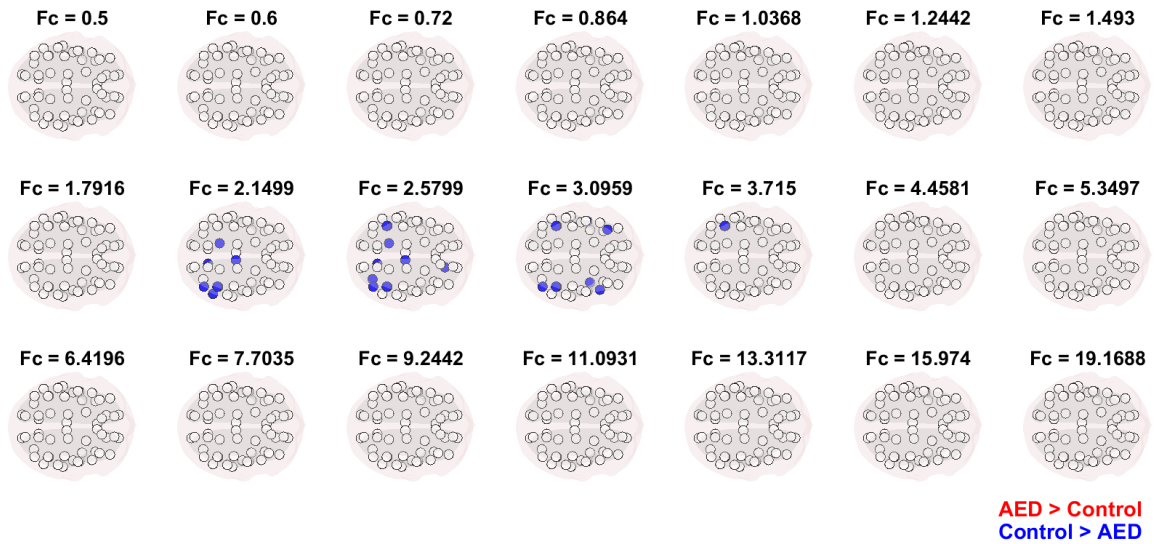 Fc = 0.5 Fc = 0.6 Fc = 0.72 Fc = 0.864 Fc = 1.0368 Fc = 1.2442 Fc = 1.493
Fc = 1.7916 Fc = 2.1499 Fc = 2.5799 Fc = 3.0959 Fc = 3.715 Fc = 4.4581 Fc = 5.3497
Fc = 6.4196 Fc = 7.7035 Fc = 9.2442 Fc = 11.0931 Fc = 13.3117 Fc = 15.974 Fc = 19.1688
AED > Control
Control > AED